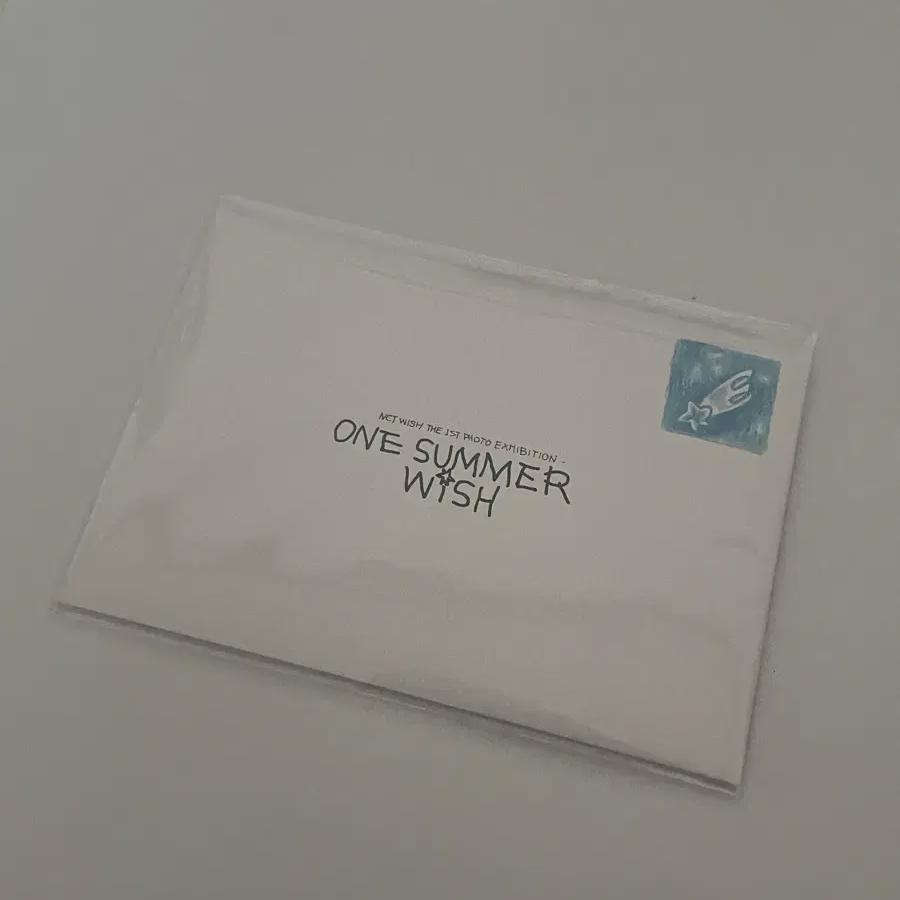 NCT WISH THE 1ST PHOTO EXHIBITION -
ONE SUMMER
WiSH